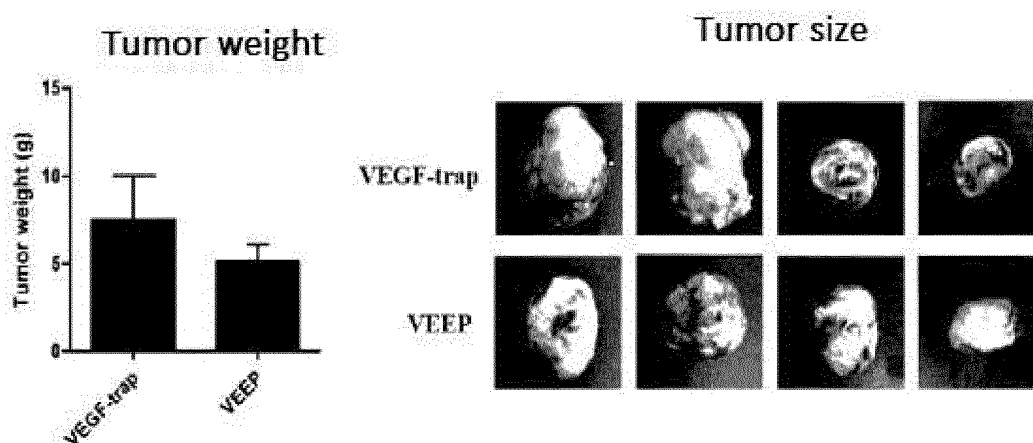 Tumor weight
Tumor size
15
10
5
0
Tumor weight (g)
VEGF-trap
VEEP
VEGF-trap
VEEP